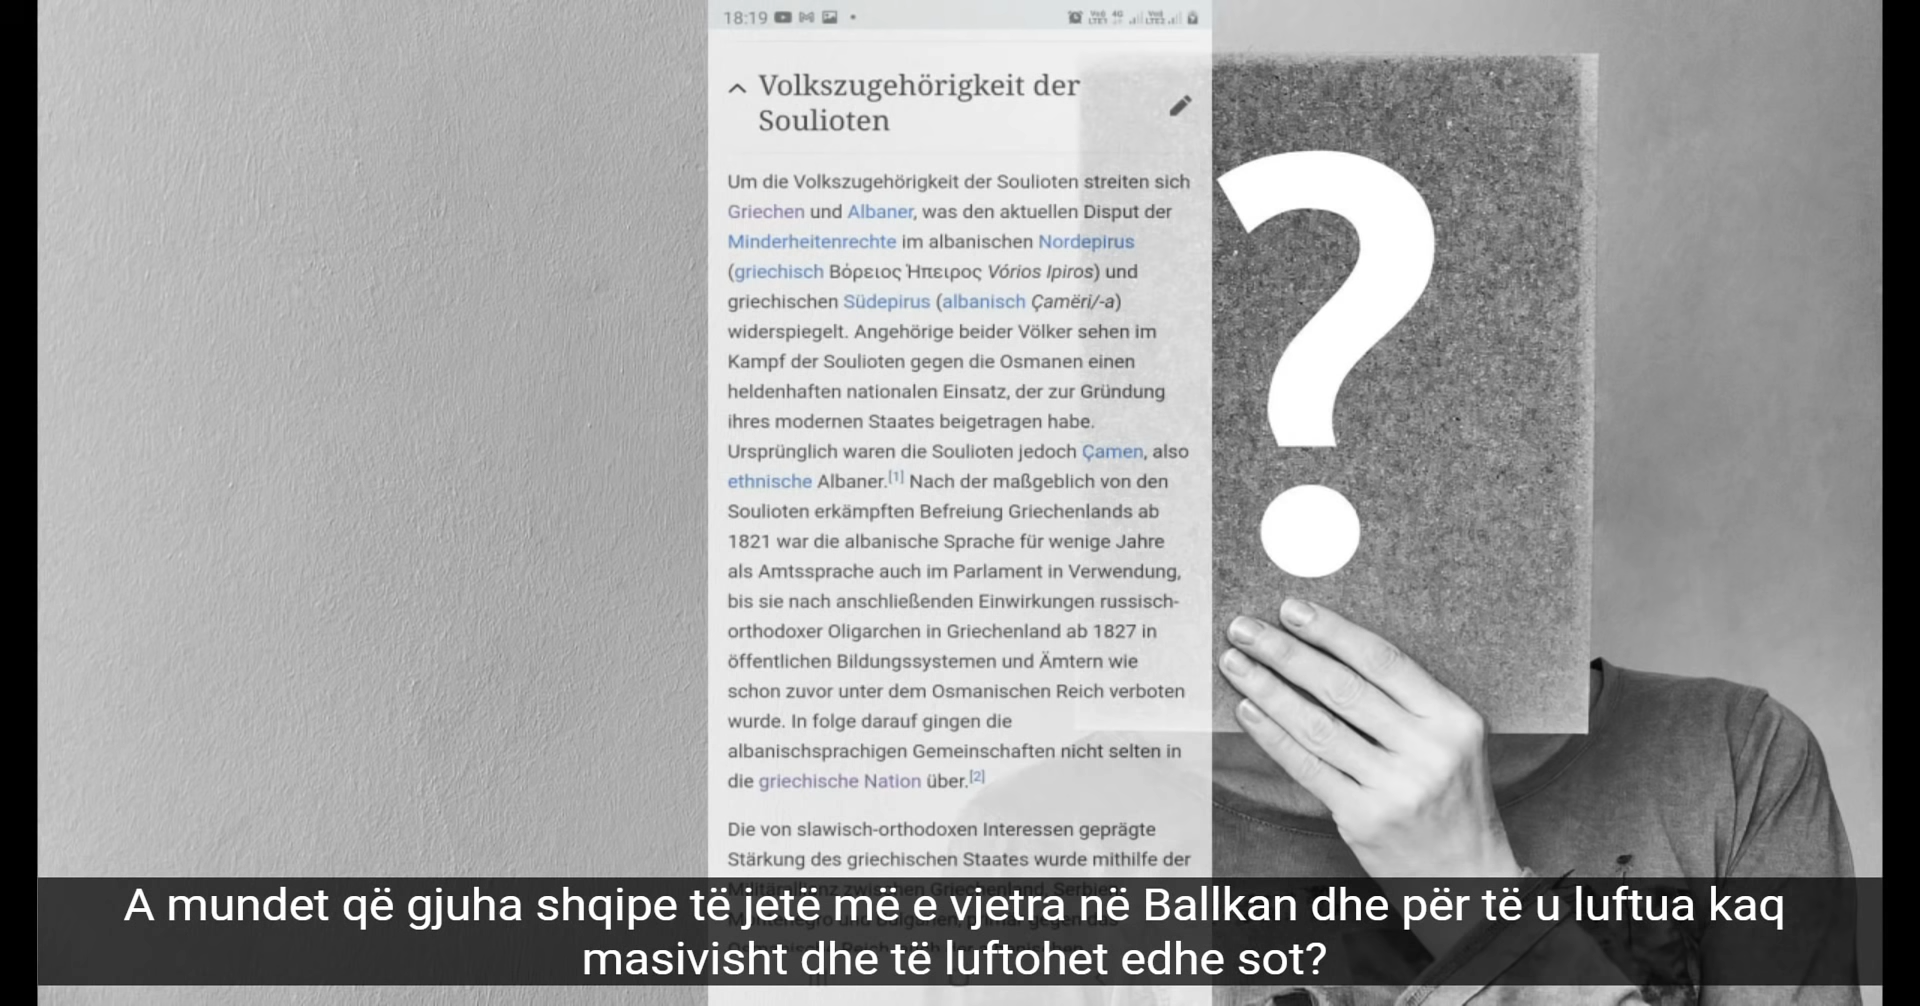 18:19
Volkszugehörigkeit der
Soulioten
Um die Volkszugehörigkeit der Soulioten streiten sich
Griechen und Albaner, was den aktuellen Disput der
Minderheitenrechte im albanischen Nordepirus
(griechisch Βόρειος Ήπειρος Vórios Ipiros) und
griechischen Südepirus (albanisch Çamëri/-a)
widerspiegelt. Angehörige beider Völker sehen im
Kampf der Soulioten gegen die Osmanen einen
heldenhaften nationalen Einsatz, der zur Gründung
ihres modernen Staates beigetragen habe.
Ursprünglich waren die Soulioten jedoch Çamen, also
ethnische Albaner.[1] Nach der maßgeblich von den
Soulioten erkämpften Befreiung Griechenlands ab
1821 war die albanische Sprache für wenige Jahre
als Amtssprache auch im Parlament in Verwendung,
bis sie nach anschließenden Einwirkungen russisch-
orthodoxer Oligarchen in Griechenland ab 1827 in
öffentlichen Bildungssystemen und Ämtern wie
schon zuvor unter dem Osmanischen Reich verboten
wurde. In folge darauf gingen die
albanischsprachigen Gemeinschaften nicht selten in
die griechische Nation über.[2]
Die von slawisch-orthodoxen Interessen geprägte
Stärkung des griechischen Staates wurde mithilfe der
A mundet që gjuha shqipe të jetë më e vjetra në Ballkan dhe për të u luftua kaq
masivisht dhe të luftohet edhe sot?
?